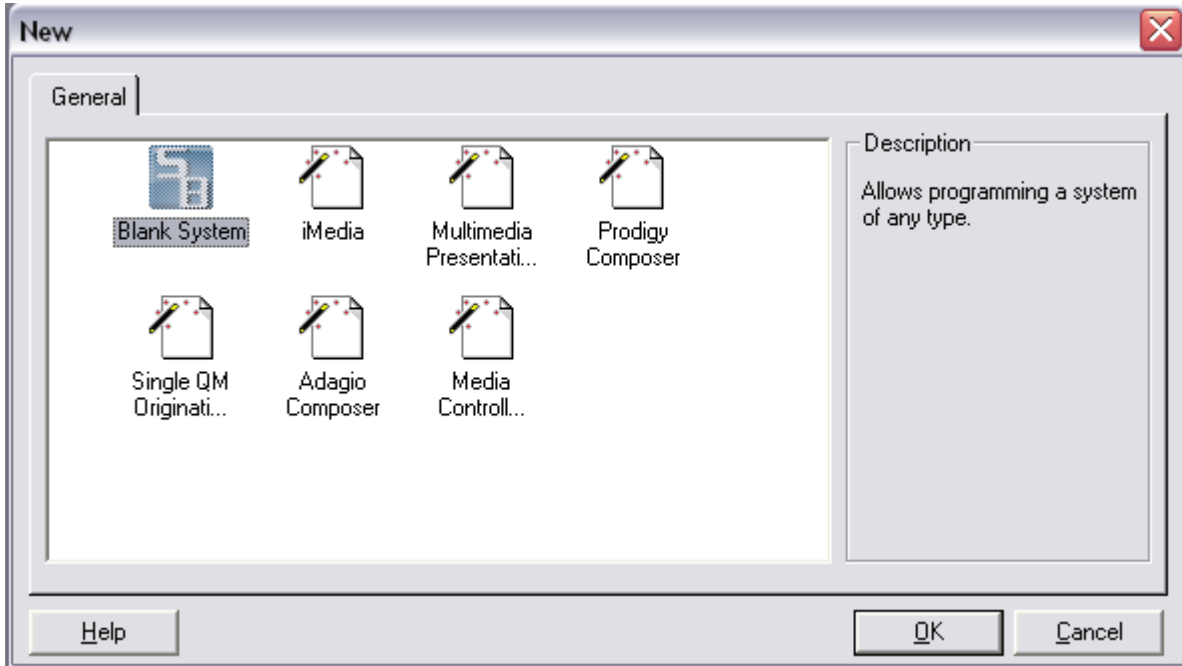 New
General
Blank System
iMedia
Multimedia
Presentati...
Prodigy
Composer
Single QM
Originati...
Adagio
Composer
Media
Controll...
Description
Allows programming a system
of any type.
Help
OK
Cancel